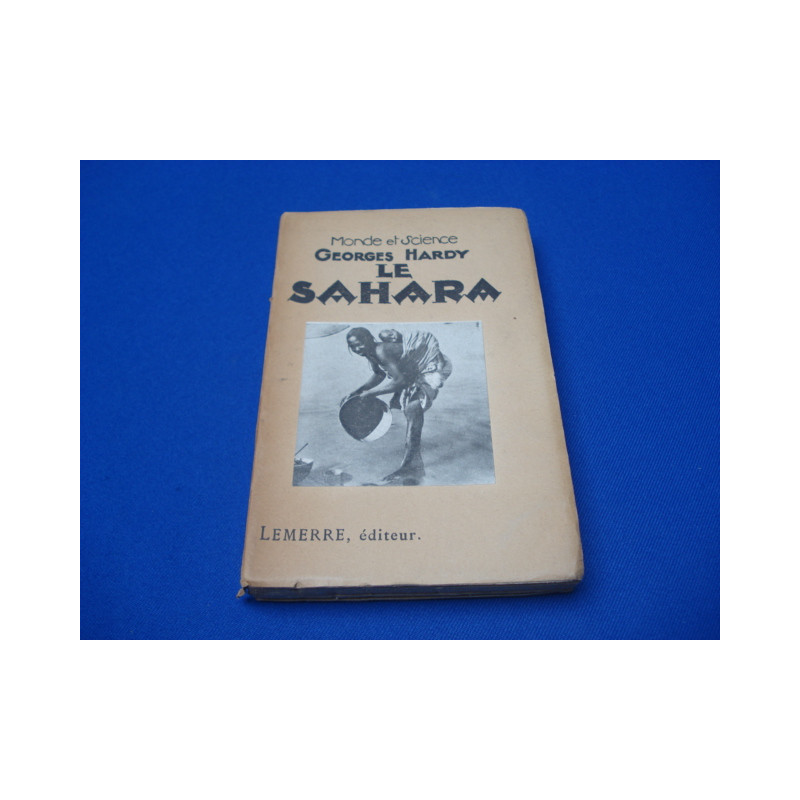 Monde et Science
GEORGES HARDY
LE
SAHARA
LEMERRE, éditeur.